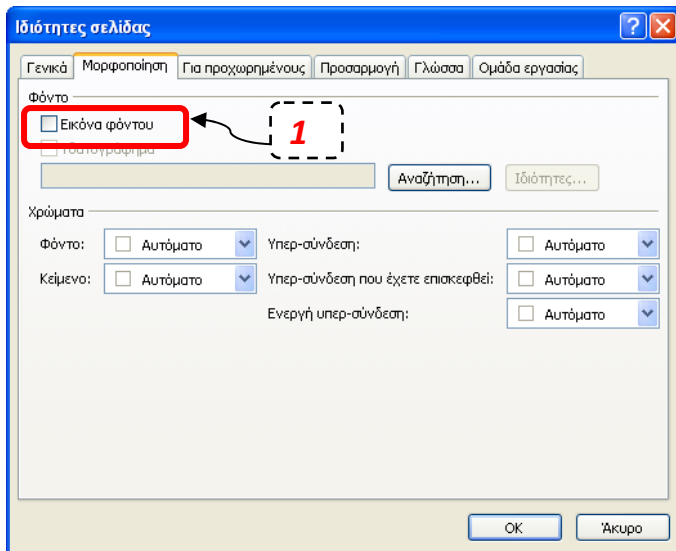 Ιδιότητες σελίδας
Γενικά Μορφοποίηση Για προχωρημένους Προσαρμογή Γλώσσα Ομάδα εργασίας
Φόντο
Εικόνα φόντου
1
Υδατογράφημα
Αναζήτηση... Ιδιότητες...
Χρώματα
Φόντο: Αυτόματο Υπερ-σύνδεση: Αυτόματο
Κείμενο: Αυτόματο Υπερ-σύνδεση που έχετε επισκεφθεί: Αυτόματο
Ενεργή υπερ-σύνδεση: Αυτόματο
OK Άκυρο